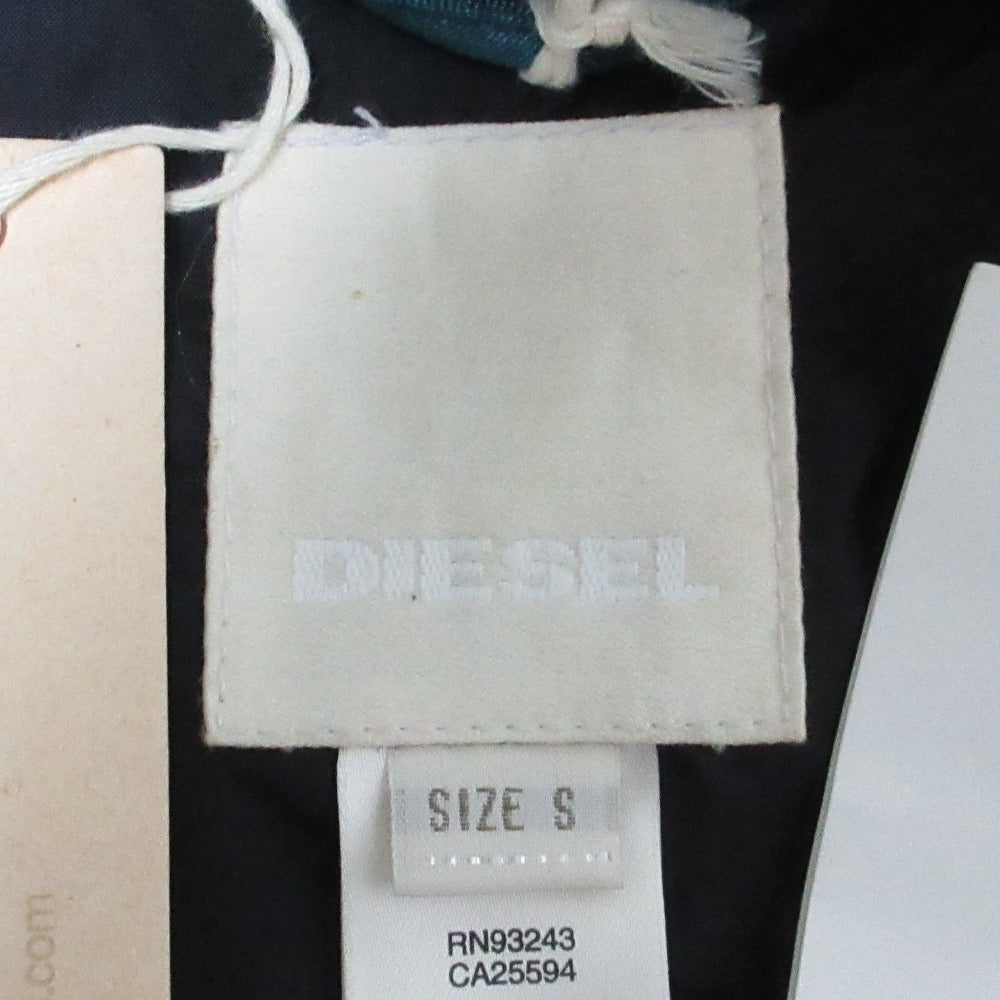 DIESEL
SIZE S
RN93243
CA25594
.com